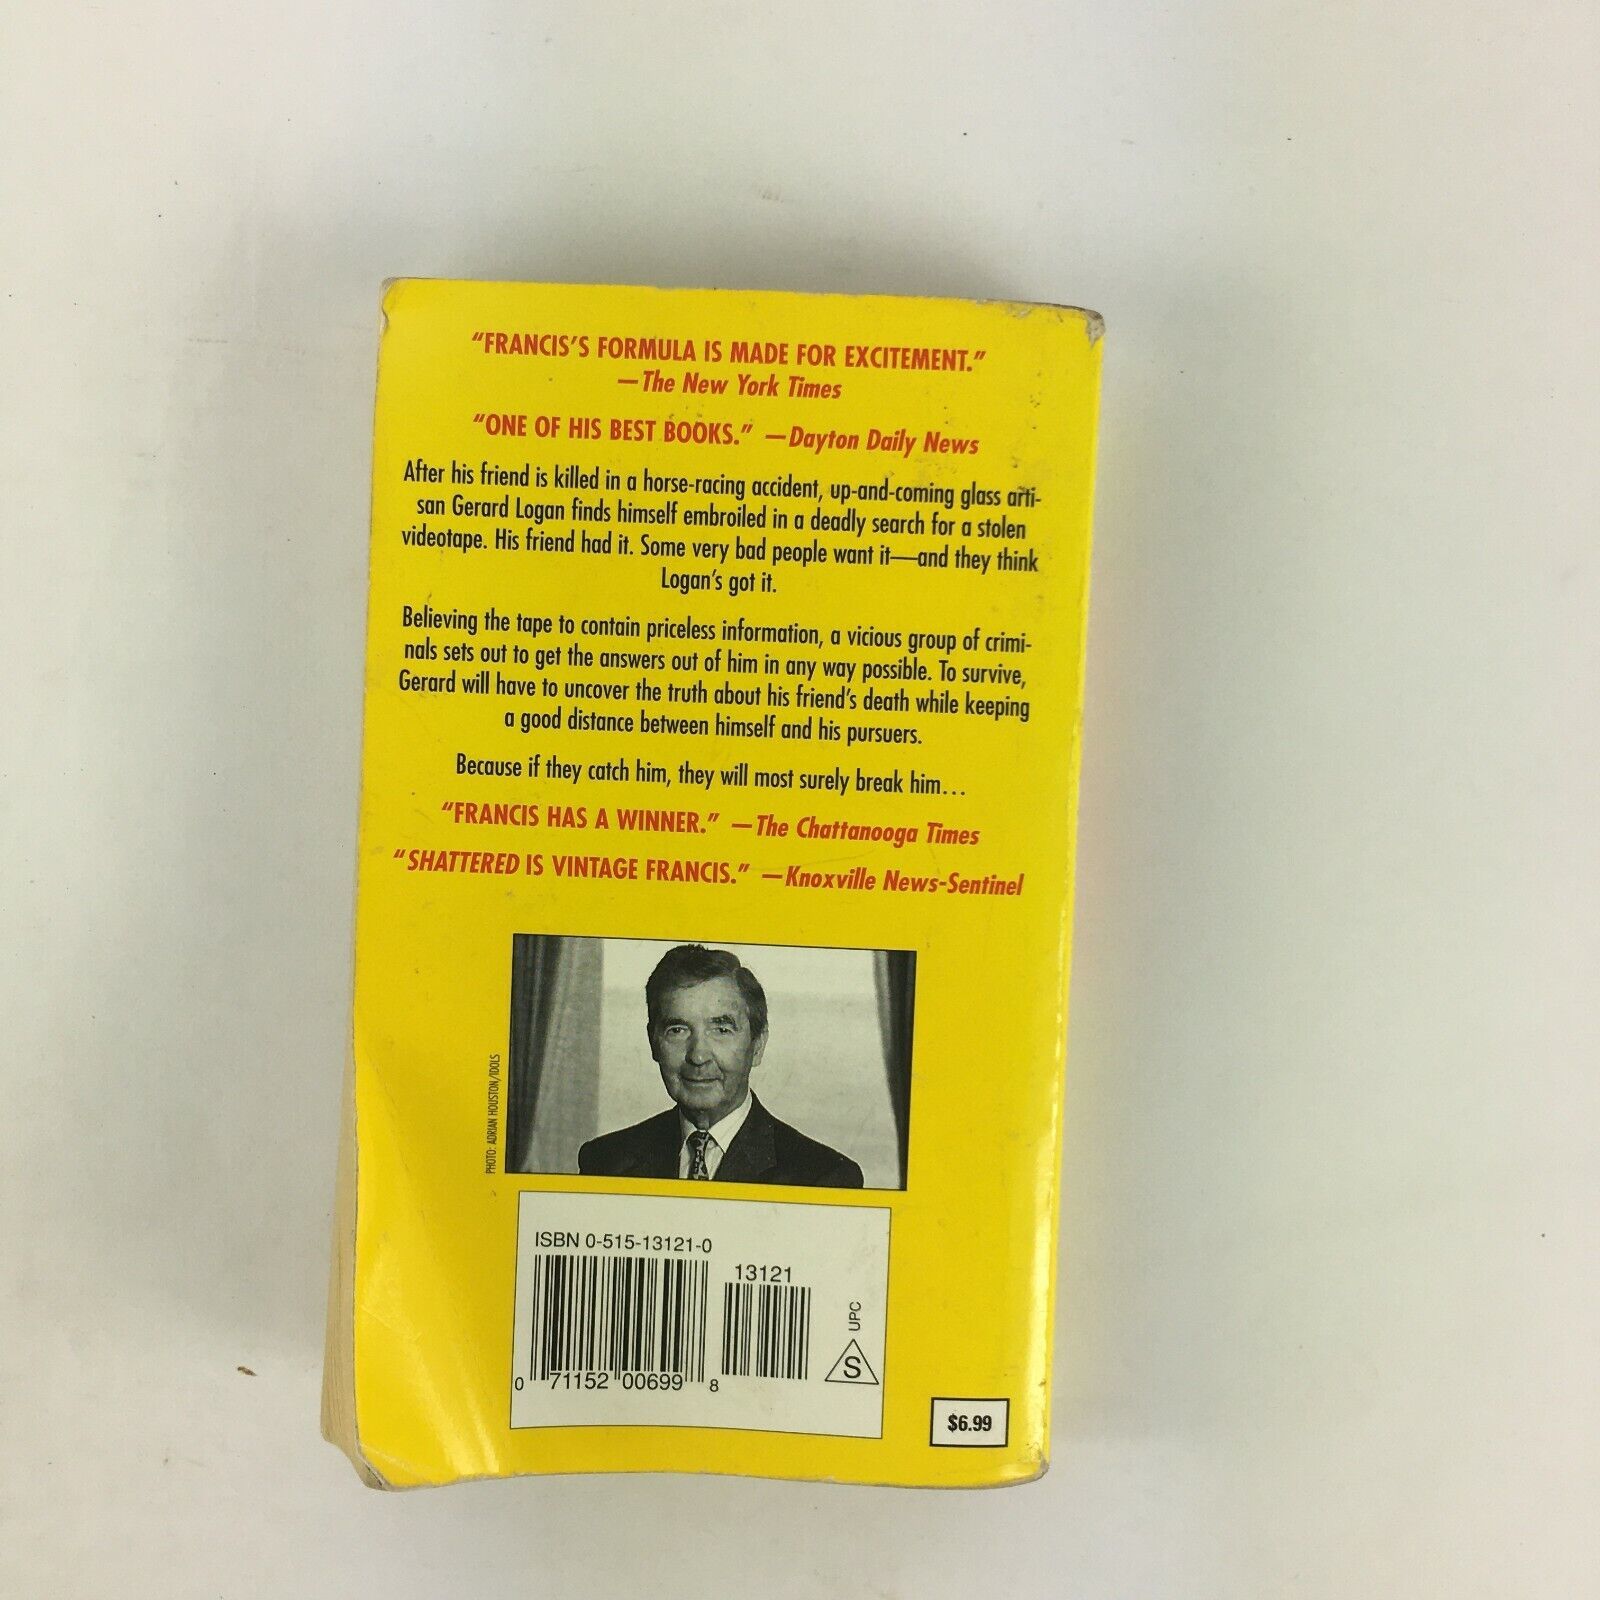 "FRANCIS'S FORMULA IS MADE FOR EXCITEMENT."
—The New York Times
"ONE OF HIS BEST BOOKS." —Dayton Daily News
After his friend is killed in a horse-racing accident, up-and-coming glass arti-
san Gerard Logan finds himself embroiled in a deadly search for a stolen
videotape. His friend had it. Some very bad people want it—and they think
Logan's got it.
Believing the tape to contain priceless information, a vicious group of crimi-
nals sets out to get the answers out of him in any way possible. To survive,
Gerard will have to uncover the truth about his friend's death while keeping
a good distance between himself and his pursuers.
Because if they catch him, they will most surely break him...
"FRANCIS HAS A WINNER." —The Chattanooga Times
"SHATTERED IS VINTAGE FRANCIS." —Knoxville News-Sentinel
PHOTO: ADRIAN HOUSTON/IDOLS
ISBN 0-515-13121-0
13121
0 71152 00699 8
UPC
S
$6.99